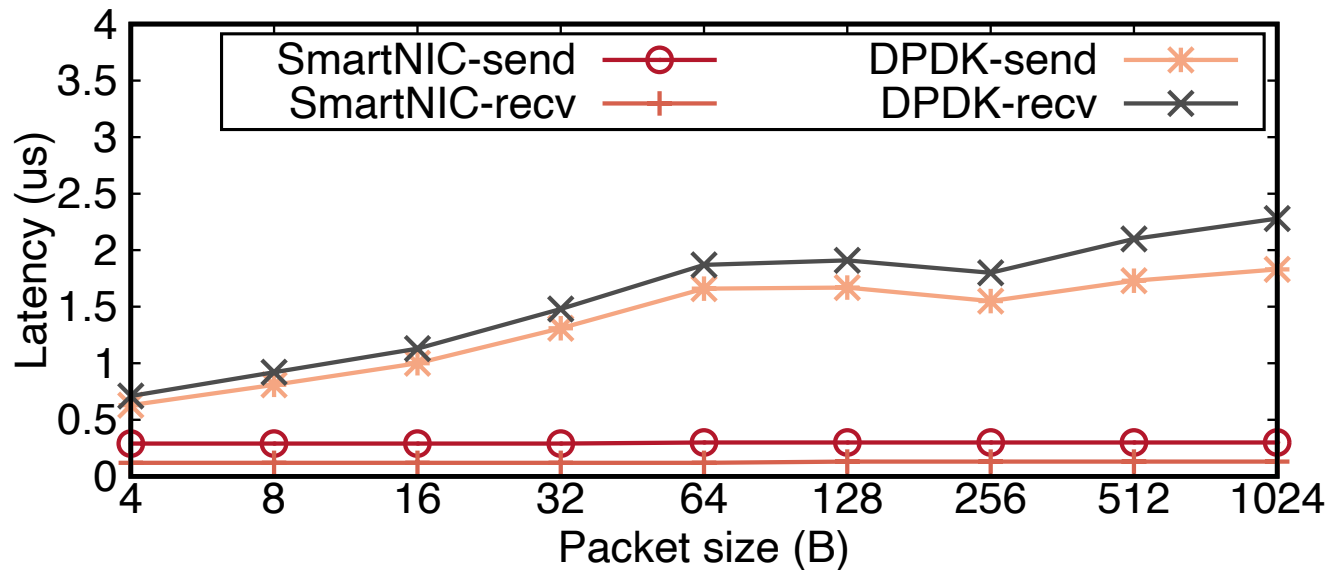 SmartNIC-send
SmartNIC-recv
DPDK-send
DPDK-recv
Latency (us)
4
3.5
3
2.5
2
1.5
1
0.5
0
4 8 16 32 64 128 256 512 1024
Packet size (B)